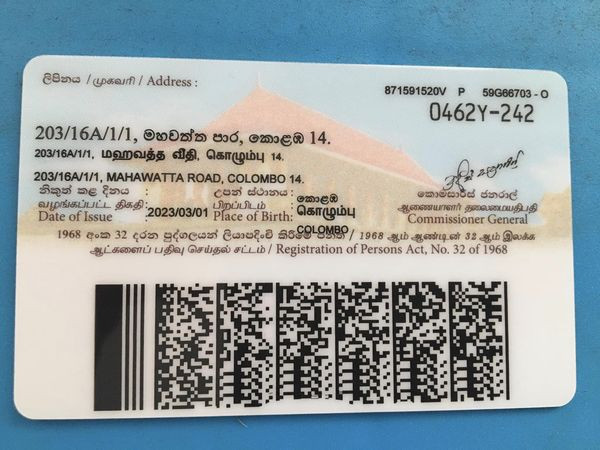 ලිපිනය / முகவரி / Address :
871591520V P 59G66703 - O
0462Y-242
203/16A/1/1, මහවත්ත පාර, කොළඹ 14.
203/16A/1/1, மஹவத்த வீதி, கொழும்பு 14.
203/16A/1/1, MAHAWATTA ROAD, COLOMBO 14.
නිකුත් කළ දිනය :
வழங்கப்பட்ட திகதி :
Date of Issue
2023/03/01
උපන් ස්ථානය :
பிறப்பிடம் :
Place of Birth:
කොළඹ
கொழும்பு
COLOMBO
කොමසාරිස් ජනරාල්
ஆணையாளர் தலைமையதிபதி
Commissioner General
1968 අංක 32 දරන පුද්ගලයන් ලියාපදිංචි කිරීමේ පනත / 1968 ஆம் ஆண்டின் 32 ஆம் இலக்க
ஆட்களைப் பதிவு செய்தல் சட்டம் / Registration of Persons Act, No. 32 of 1968